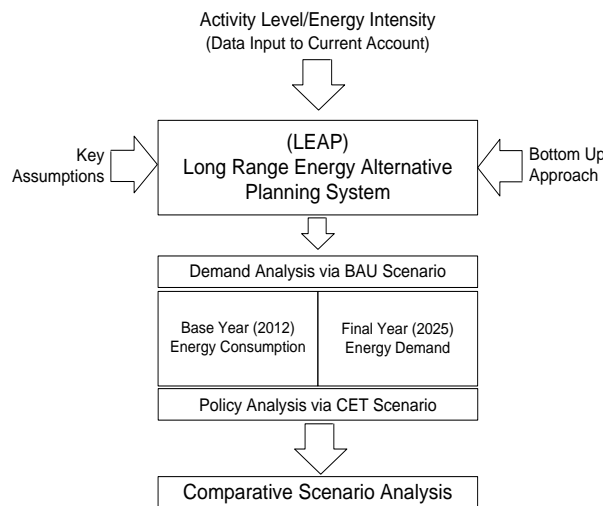 Activity Level/Energy Intensity
(Data Input to Current Account)
(LEAP)
Long Range Energy Alternative
Planning System
Key
Assumptions
Bottom Up
Approach
Demand Analysis via BAU Scenario
Base Year (2012)
Energy Consumption
Final Year (2025)
Energy Demand
Policy Analysis via CET Scenario
Comparative Scenario Analysis